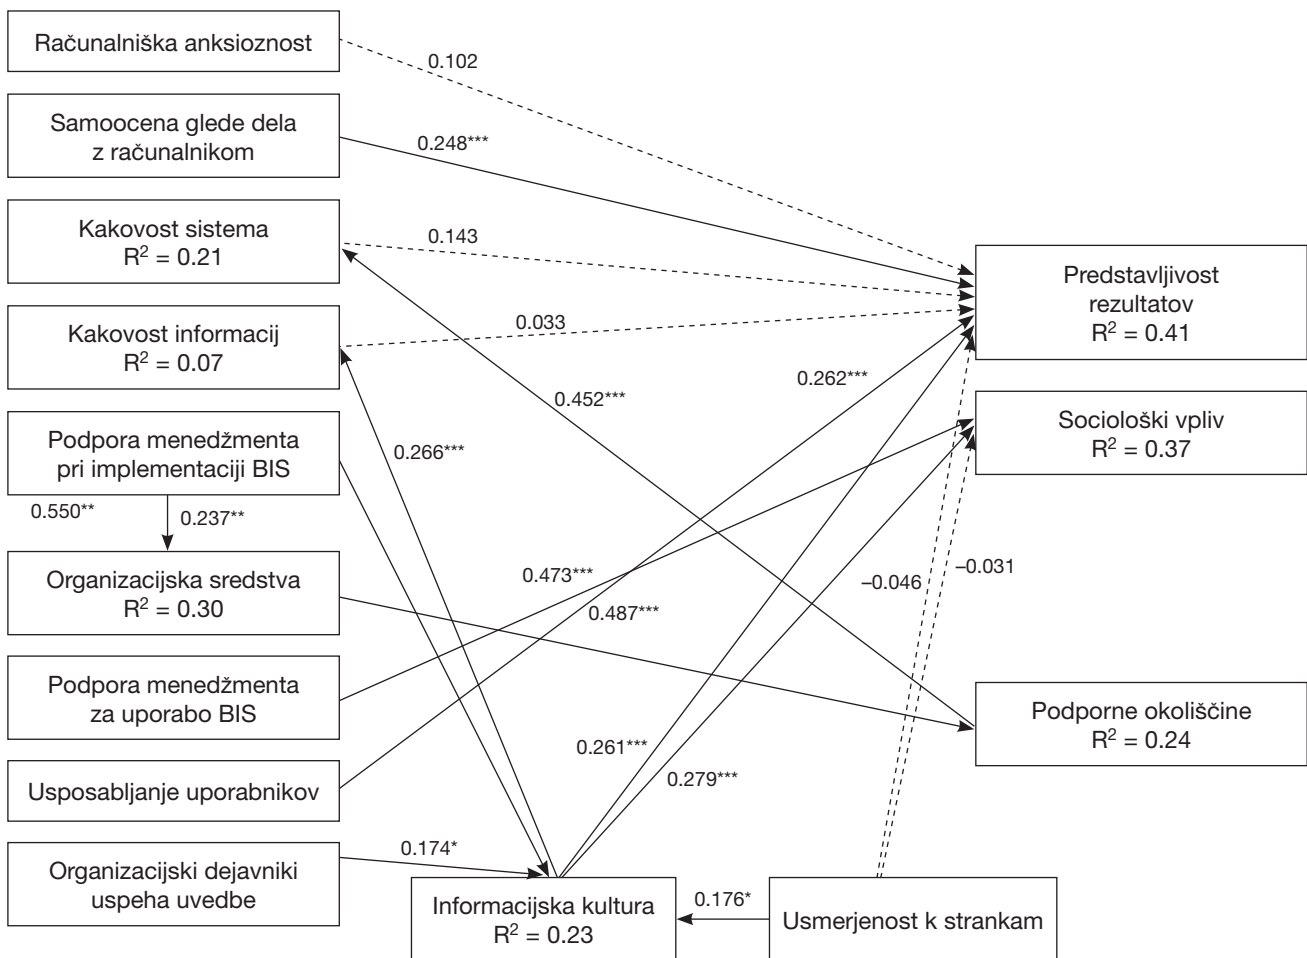 Računalniška anksioznost
0.102
Samoocena glede dela
z računalnikom
0.248***
Kakovost sistema
R² = 0.21
0.143
Predstavljivost
rezultatov
R² = 0.41
Kakovost informacij
R² = 0.07
0.033
0.262***
0.452***
Sociološki vpliv
R² = 0.37
Podpora menedžmenta
pri implementaciji BIS
0.266***
0.550**
0.237**
Organizacijska sredstva
R² = 0.30
0.473***
0.487***
–0.046
–0.031
Podpora menedžmenta
za uporabo BIS
Podporne okoliščine
R² = 0.24
0.261***
0.279***
Usposabljanje uporabnikov
Organizacijski dejavniki
uspeha uvedbe
0.174*
Informacijska kultura
R² = 0.23
0.176*
Usmerjenost k strankam